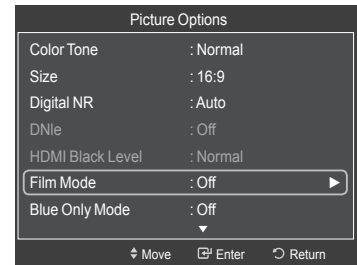 Picture Options
Color Tone : Normal
Size : 16:9
Digital NR : Auto
DNIe : Off
HDMI Black Level : Normal
Film Mode : Off ►
Blue Only Mode : Off
▼
Move Enter Return